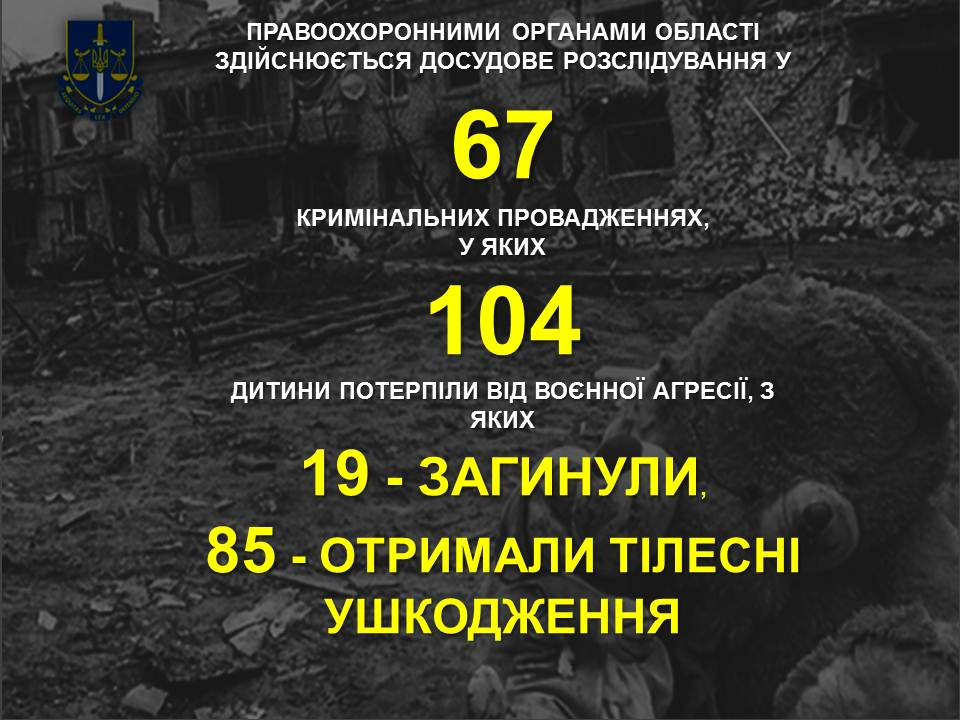 ПРАВООХОРОННИМИ ОРГАНАМИ ОБЛАСТІ
ЗДІЙСНЮЄТЬСЯ ДОСУДОВЕ РОЗСЛІДУВАННЯ У
67
КРИМІНАЛЬНИХ ПРОВАДЖЕННЯХ,
У ЯКИХ
104
ДИТИНИ ПОТЕРПІЛИ ВІД ВОЄННОЇ АГРЕСІЇ, З
ЯКИХ
19 - ЗАГИНУЛИ,
85 - ОТРИМАЛИ ТІЛЕСНІ
УШКОДЖЕННЯ